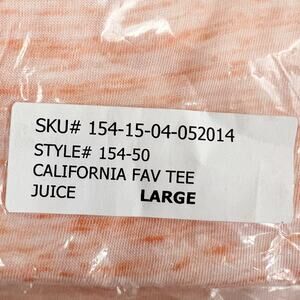 SKU# 154-15-04-052014
STYLE# 154-50
CALIFORNIA FAV TEE
JUICE LARGE